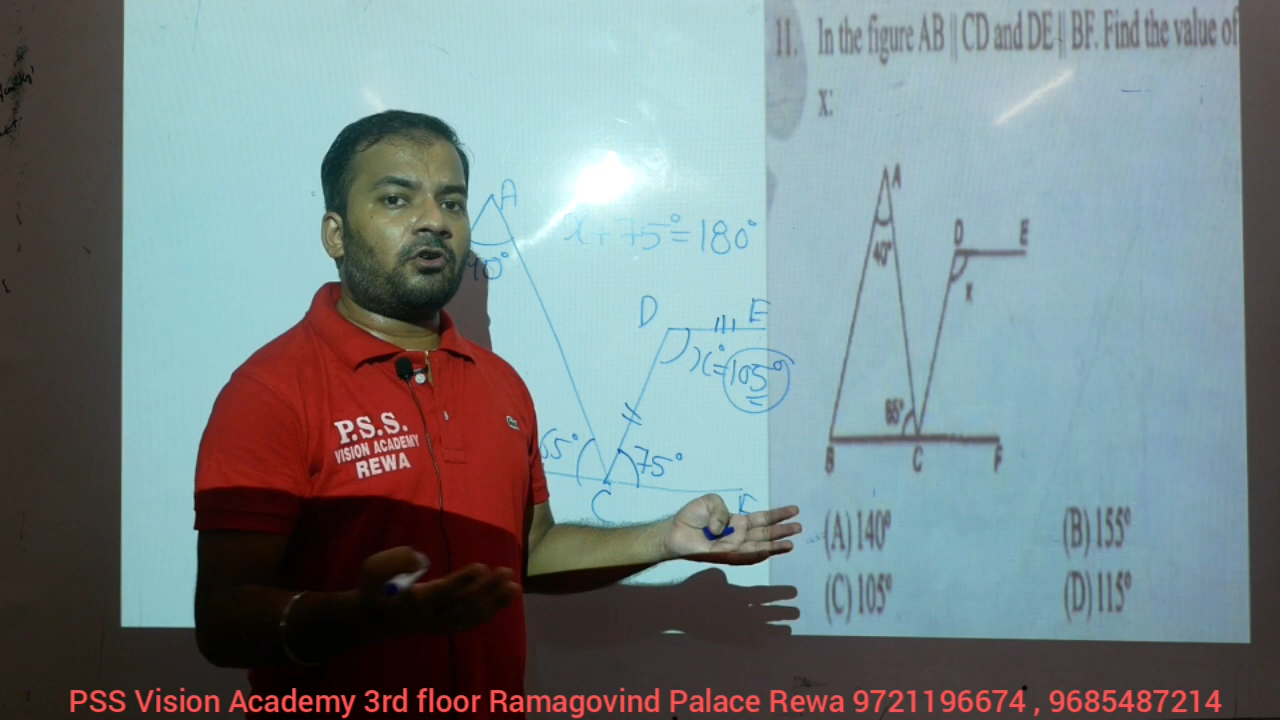 11. In the figure AB || CD and DE || BF. Find the value of
x:
A
40°
D E
x
65°
B C F
(A) 140° (B) 155°
(C) 105° (D) 115°
A
x + 75° = 180°
40°
D E
x° = 105°
65° 75°
C F
P.S.S.
VISION ACADEMY
REWA
PSS Vision Academy 3rd floor Ramagovind Palace Rewa 9721196674 , 9685487214